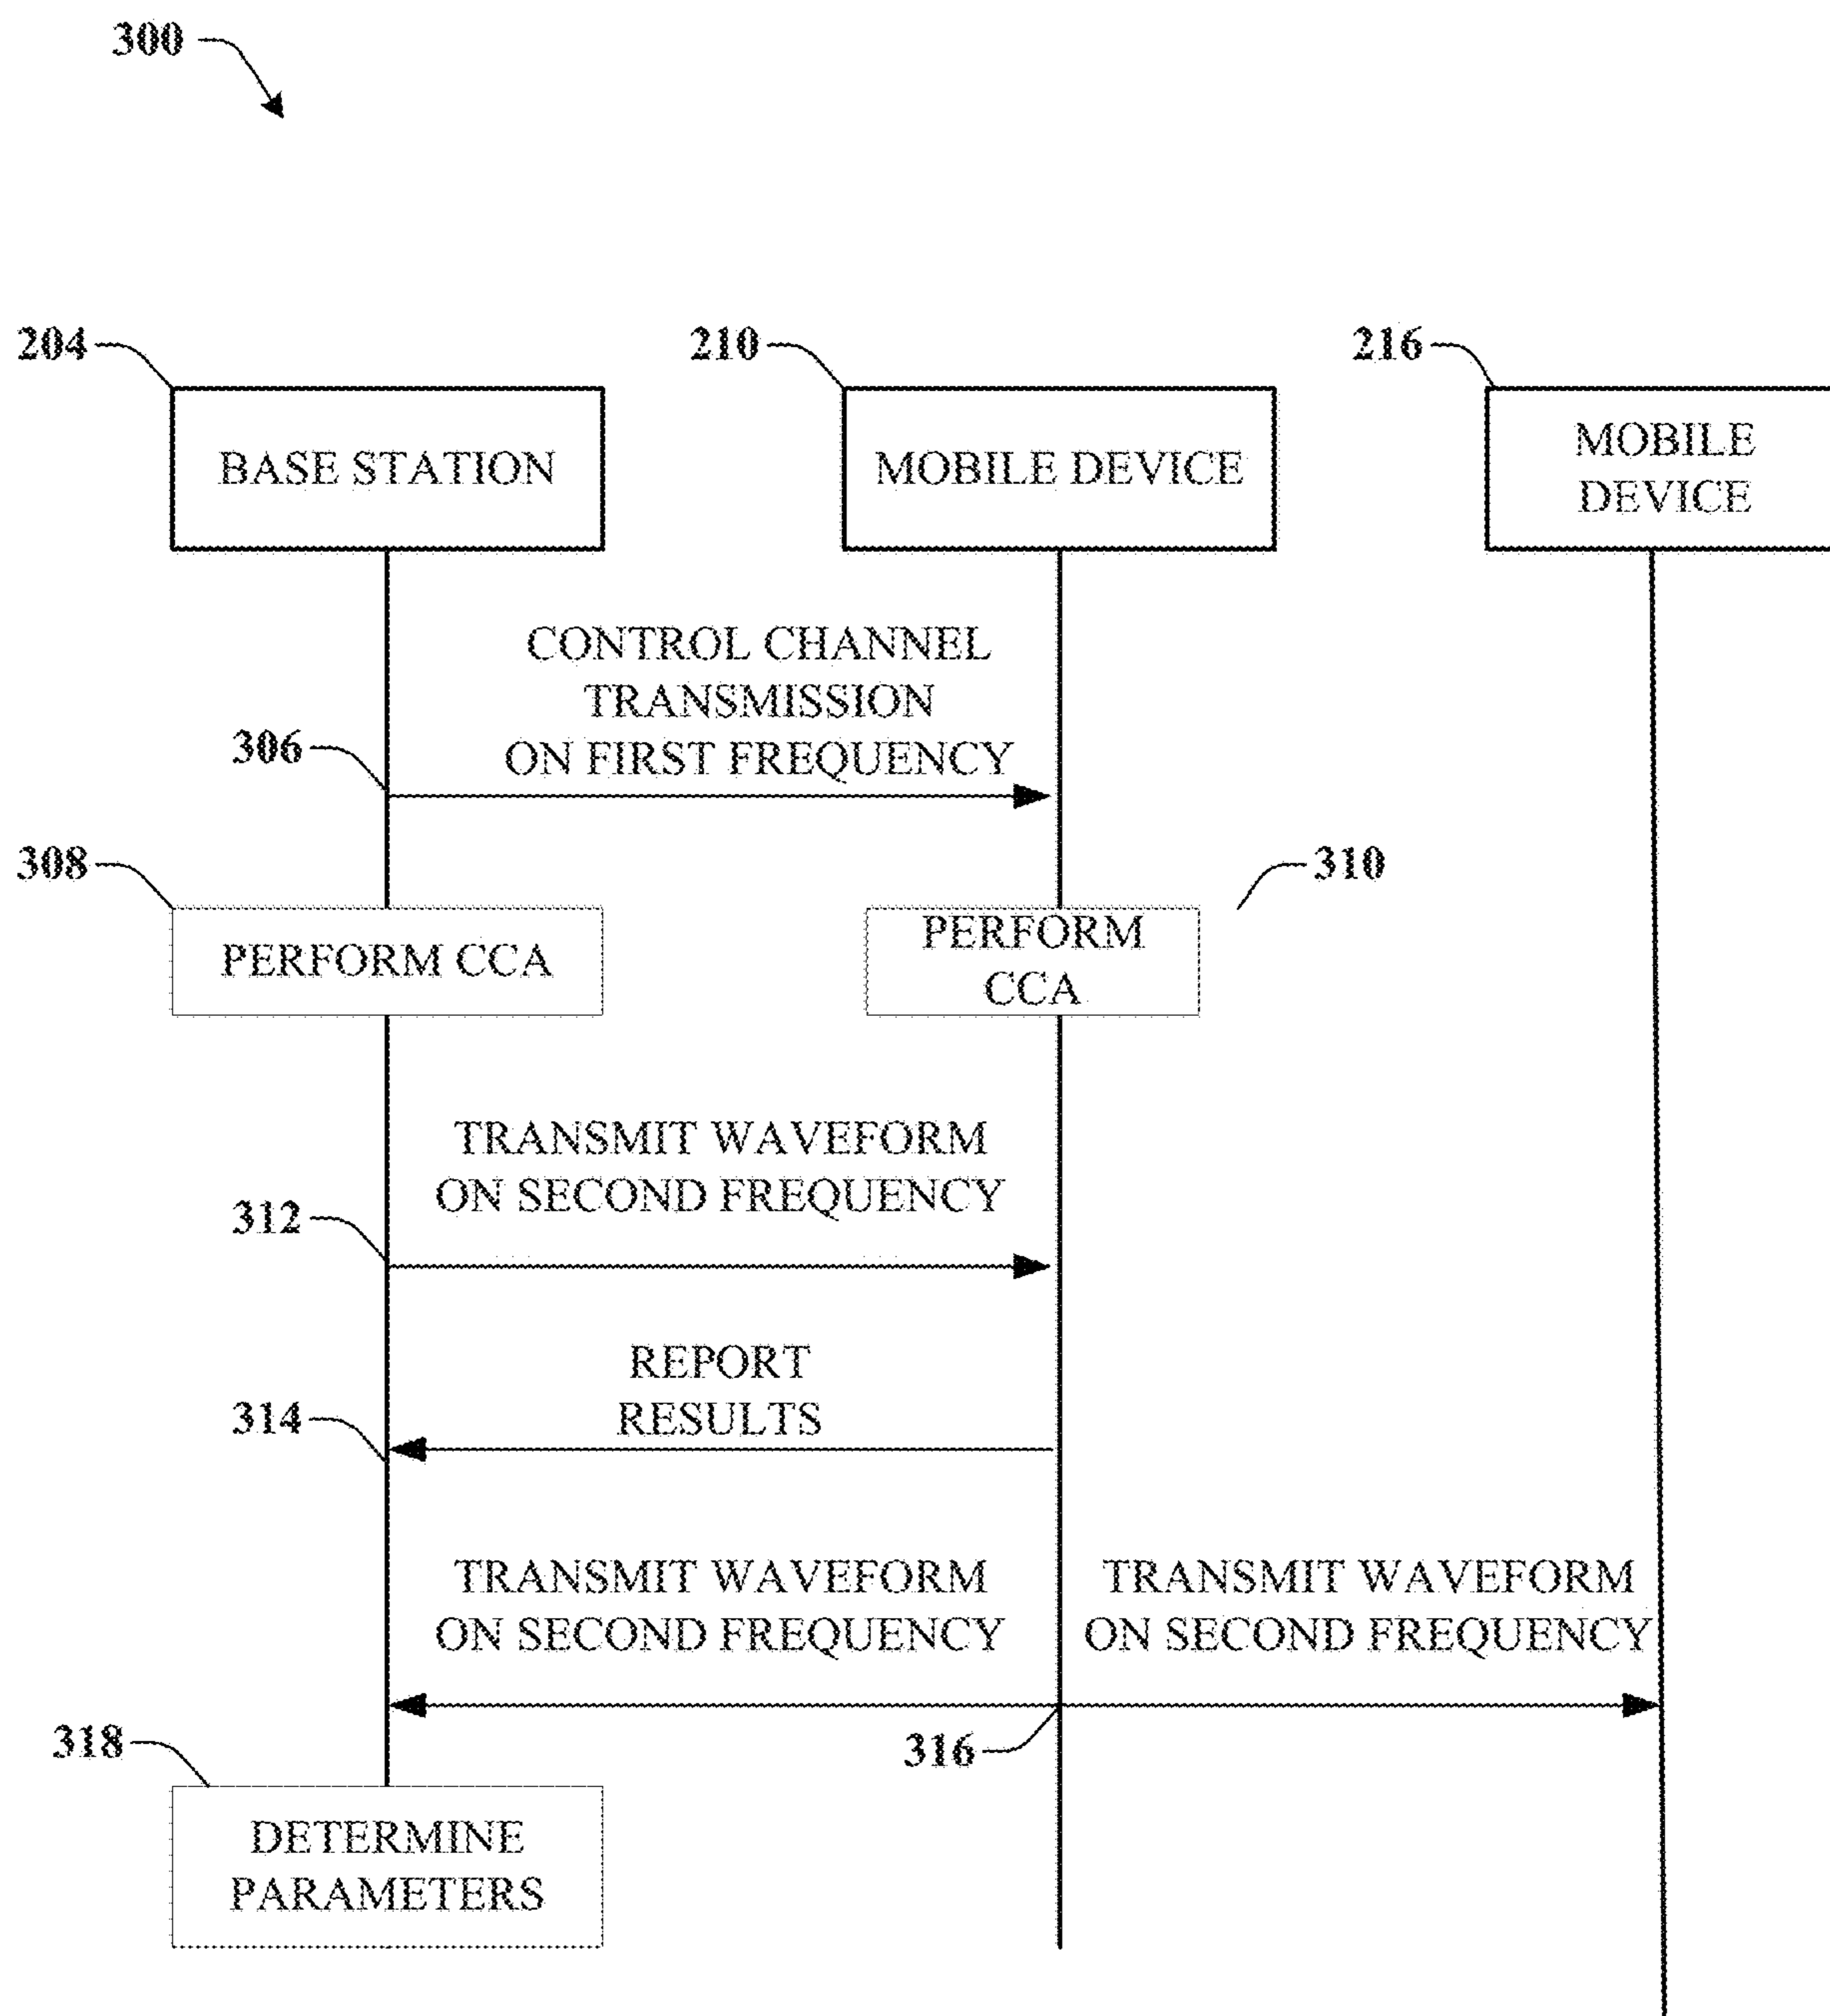 300
204
210
216
BASE STATION
MOBILE DEVICE
MOBILE
DEVICE
CONTROL CHANNEL
TRANSMISSION
ON FIRST FREQUENCY
306
308
310
PERFORM CCA
PERFORM
CCA
TRANSMIT WAVEFORM
ON SECOND FREQUENCY
312
REPORT
RESULTS
314
TRANSMIT WAVEFORM
ON SECOND FREQUENCY
TRANSMIT WAVEFORM
ON SECOND FREQUENCY
316
318
DETERMINE
PARAMETERS